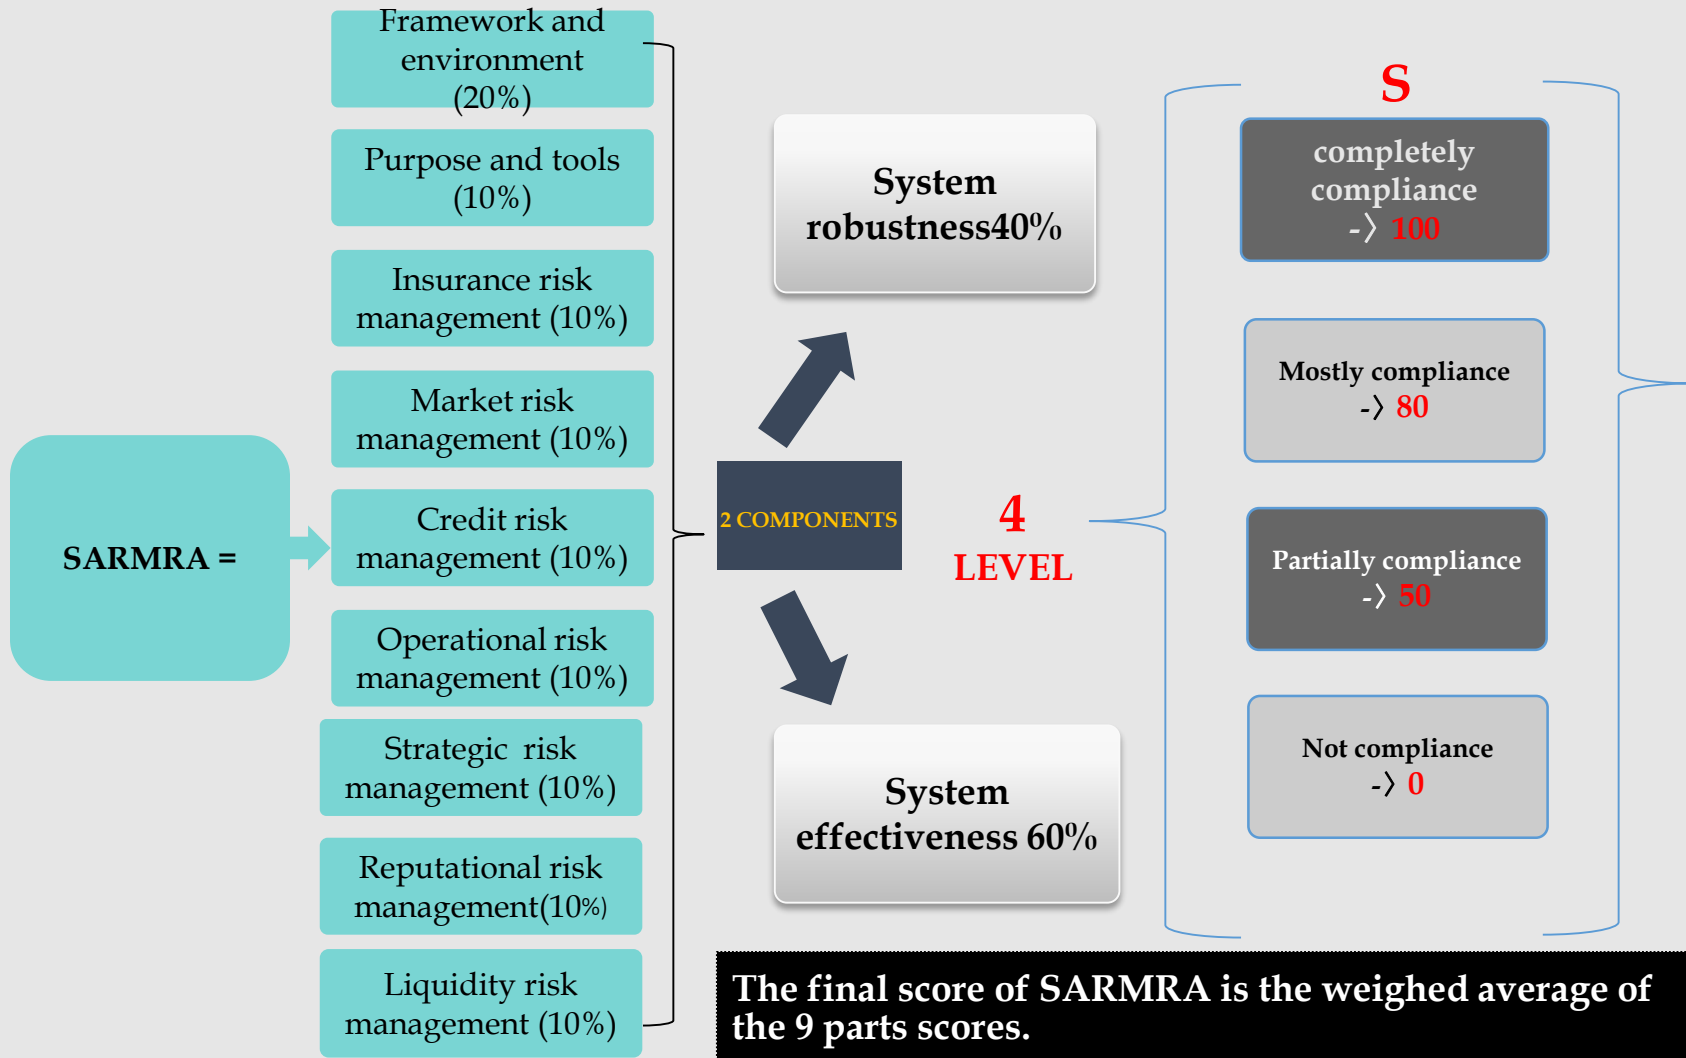 SARMRA =
Framework and
environment
(20%)
Purpose and tools
(10%)
Insurance risk
management (10%)
Market risk
management (10%)
Credit risk
management (10%)
Operational risk
management (10%)
Strategic risk
management (10%)
Reputational risk
management(10%)
Liquidity risk
management (10%)
2 COMPONENTS
System
robustness40%
System
effectiveness 60%
4
LEVEL
S
completely
compliance
-〉 100
Mostly compliance
-〉 80
Partially compliance
-〉 50
Not compliance
-〉 0
The final score of SARMRA is the weighed average of
the 9 parts scores.